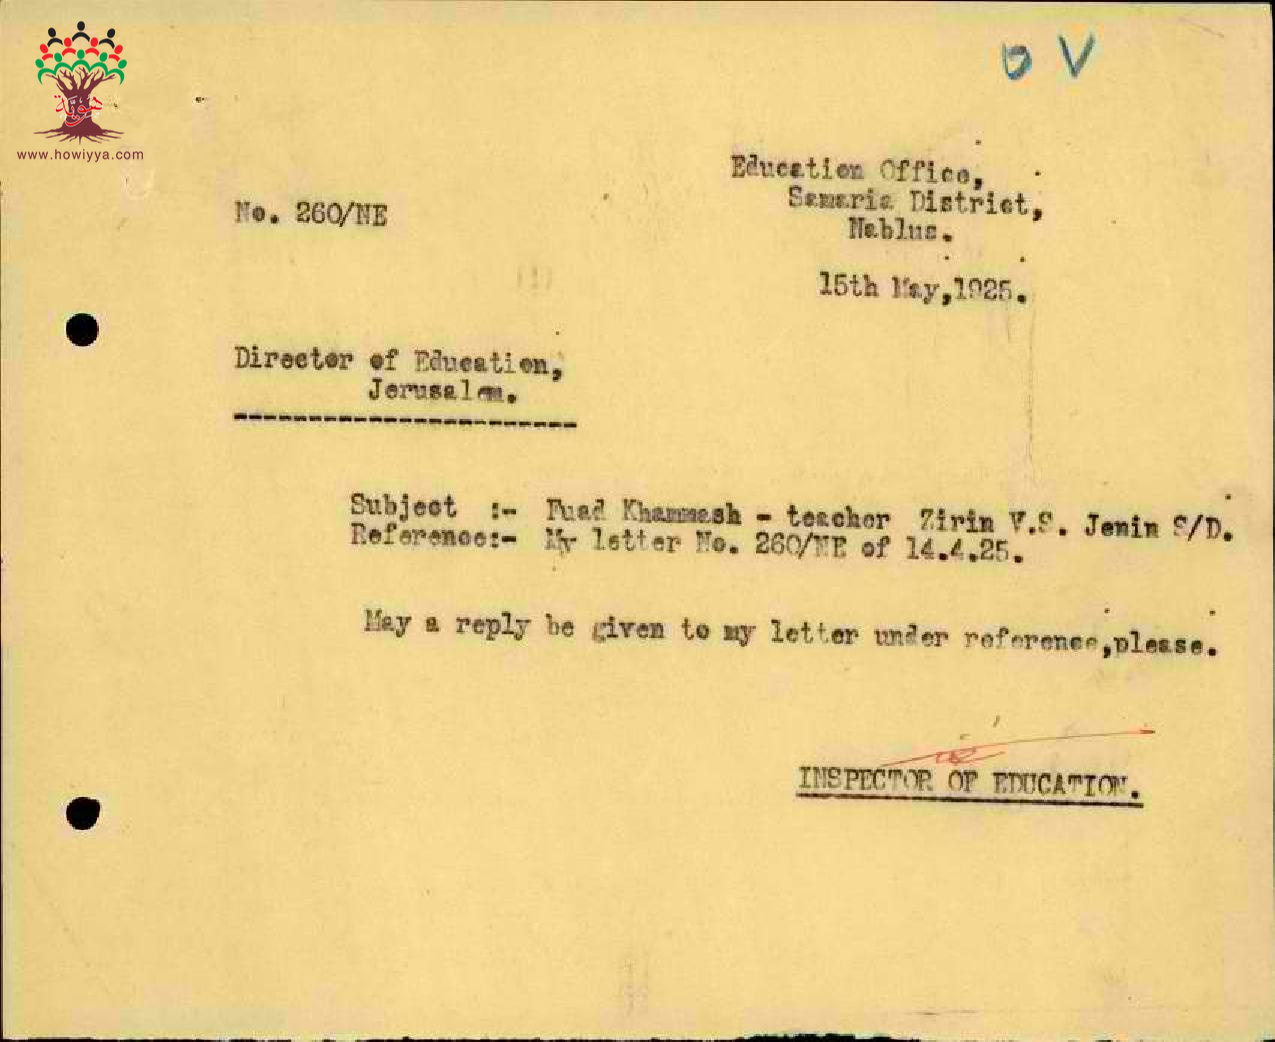 هوية
www.howiyya.com
No. 260/NE
Education Office,
Samaria District,
Nablus.
15th May,1925.
Director of Education,
Jerusalem.
Subject :- Fuad Khammash - teacher Zirin V.S. Jenin S/D.
Reference:- My letter No. 260/NE of 14.4.25.
May a reply be given to my letter under reference,please.
INSPECTOR OF EDUCATION.